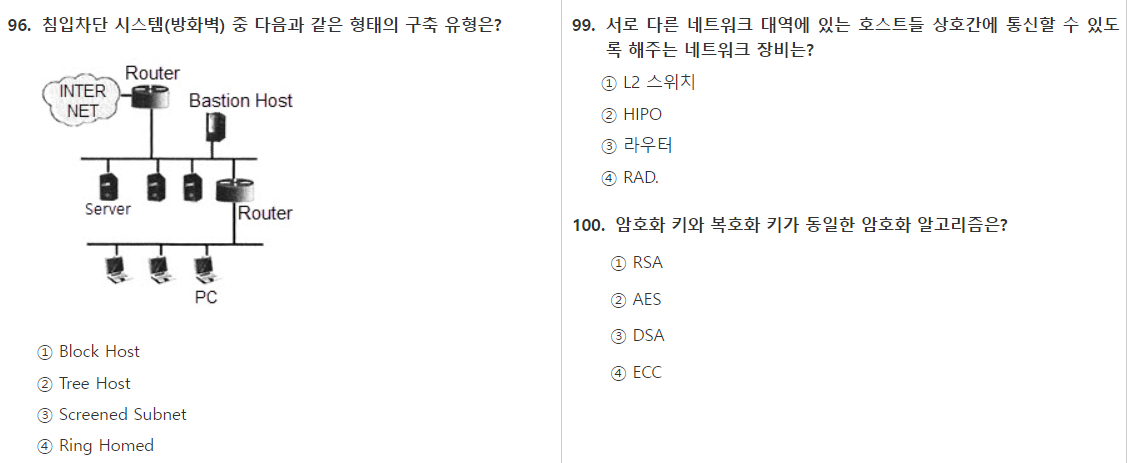 96. 침입차단 시스템(방화벽) 중 다음과 같은 형태의 구축 유형은?
INTER
NET
Router
Bastion Host
Server
Router
PC
① Block Host
② Tree Host
③ Screened Subnet
④ Ring Homed
99. 서로 다른 네트워크 대역에 있는 호스트들 상호간에 통신할 수 있도
록 해주는 네트워크 장비는?
① L2 스위치
② HIPO
③ 라우터
④ RAD.
100. 암호화 키와 복호화 키가 동일한 암호화 알고리즘은?
① RSA
② AES
③ DSA
④ ECC